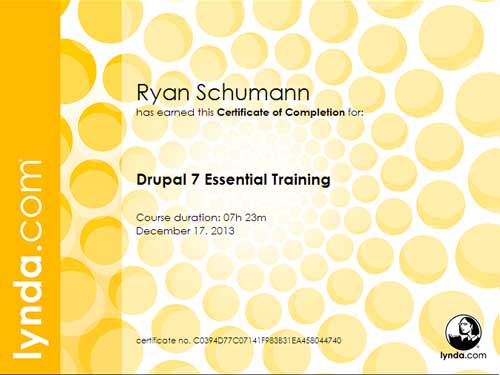 lynda.com
Ryan Schumann
has earned this Certificate of Completion for:
Drupal 7 Essential Training
Course duration: 07h 23m
December 17, 2013
certificate no. C0394D77C07141F983B31EA458044740
lynda.com